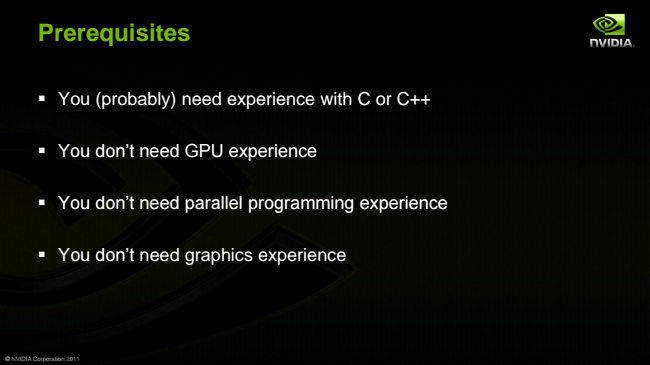 Prerequisites
NVIDIA.
▪ You (probably) need experience with C or C++
▪ You don’t need GPU experience
▪ You don’t need parallel programming experience
▪ You don’t need graphics experience
© NVIDIA Corporation 2011